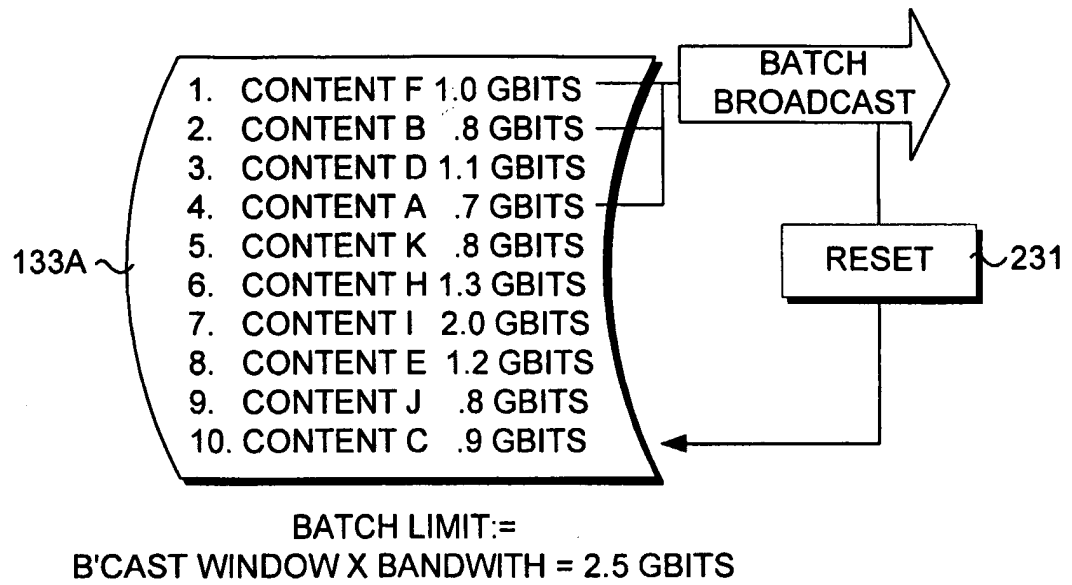 1. CONTENT F 1.0 GBITS
2. CONTENT B .8 GBITS
3. CONTENT D 1.1 GBITS
4. CONTENT A .7 GBITS
5. CONTENT K .8 GBITS
6. CONTENT H 1.3 GBITS
7. CONTENT I 2.0 GBITS
8. CONTENT E 1.2 GBITS
9. CONTENT J .8 GBITS
10. CONTENT C .9 GBITS
133A
BATCH
BROADCAST
RESET
231
BATCH LIMIT:=
B'CAST WINDOW X BANDWITH = 2.5 GBITS